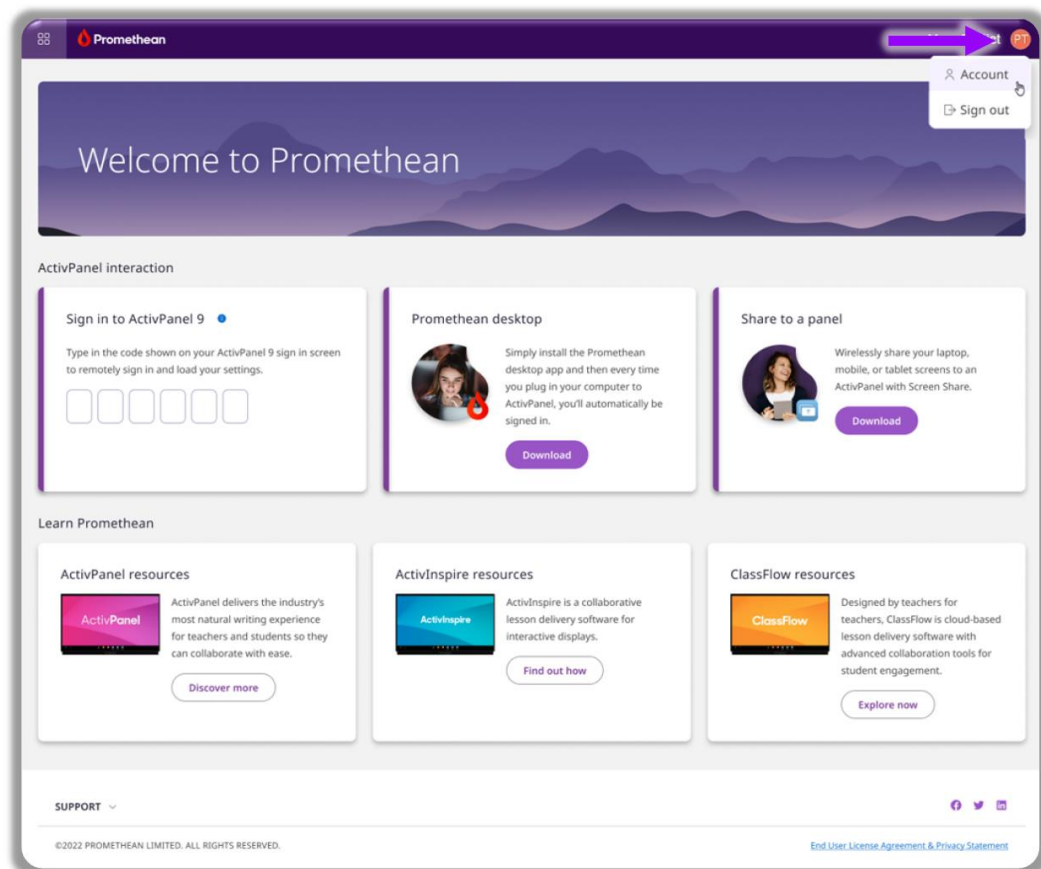 Promethean
PT
Account
Sign out
Welcome to Promethean
ActivPanel interaction
Sign in to ActivPanel 9
Type in the code shown on your ActivPanel 9 sign in screen
to remotely sign in and load your settings.
Promethean desktop
Simply install the Promethean
desktop app and then every time
you plug in your computer to
ActivPanel, you'll automatically be
signed in.
Download
Share to a panel
Wirelessly share your laptop,
mobile, or tablet screens to an
ActivPanel with Screen Share.
Download
Learn Promethean
ActivPanel resources
ActivPanel
ActivPanel delivers the industry's
most natural writing experience
for teachers and students so they
can collaborate with ease.
Discover more
ActivInspire resources
ActivInspire
ActivInspire is a collaborative
lesson delivery software for
interactive displays.
Find out how
ClassFlow resources
ClassFlow
Designed by teachers for
teachers, ClassFlow is cloud-based
lesson delivery software with
advanced collaboration tools for
student engagement.
Explore now
SUPPORT
©2022 PROMETHEAN LIMITED. ALL RIGHTS RESERVED.
End User License Agreement & Privacy Statement